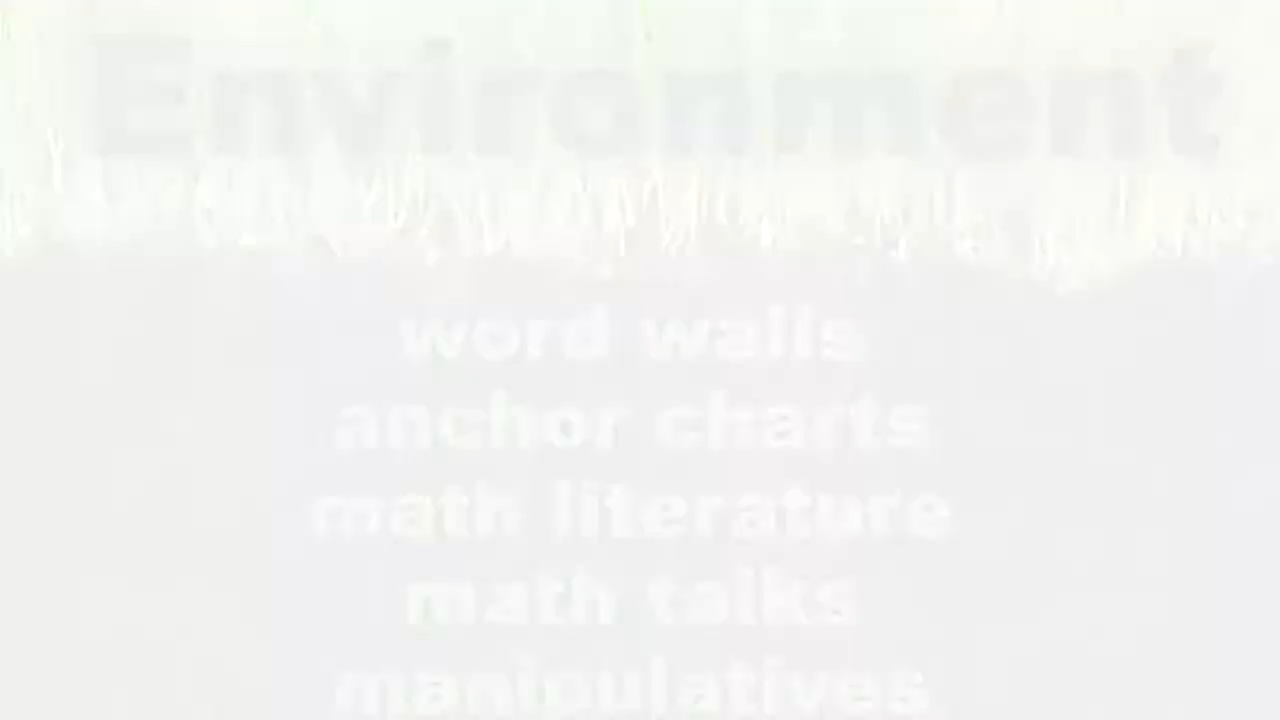 Environment
word walls
anchor charts
math literature
math talks
manipulatives